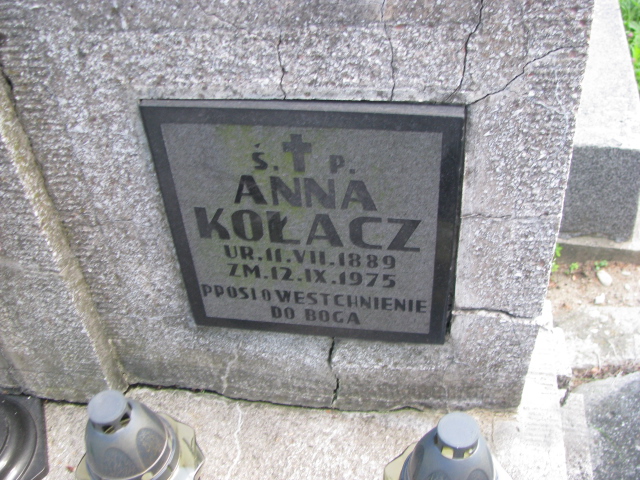 Ś. P.
ANNA
KOŁACZ
UR.11.VII.1889
ZM.12.IX.1975
PPOSI O WESTCHNIENIE
DO BOGA